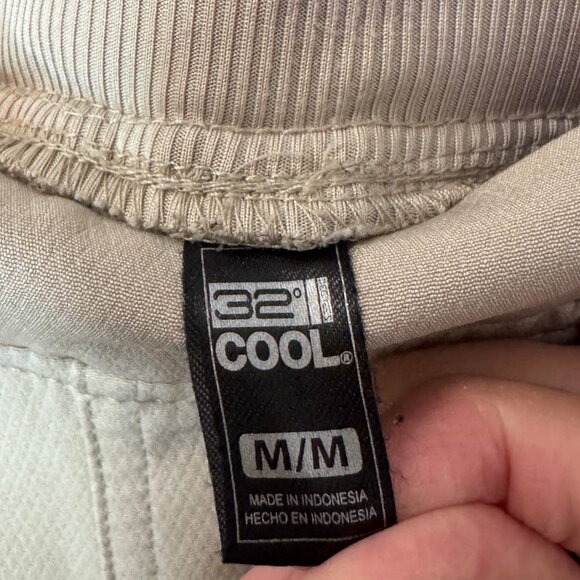 32°
COOL®
M/M
MADE IN INDONESIA
HECHO EN INDONESIA